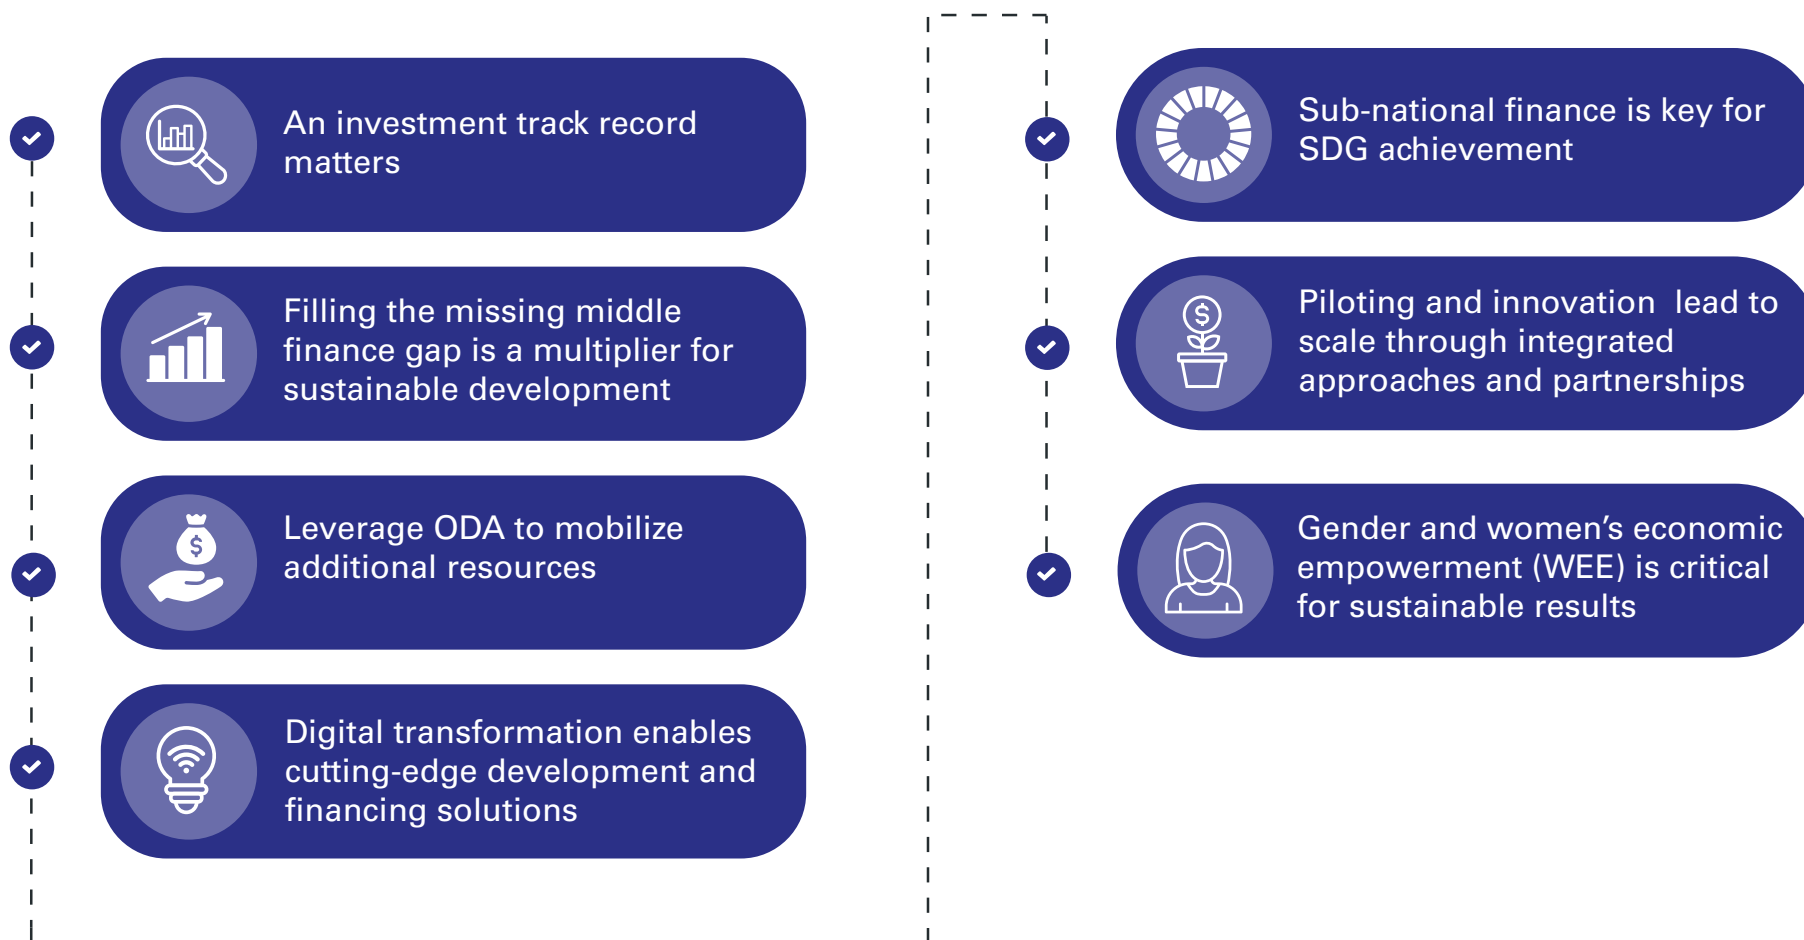 An investment track record
matters
Filling the missing middle
finance gap is a multiplier for
sustainable development
Leverage ODA to mobilize
additional resources
Digital transformation enables
cutting-edge development and
financing solutions
Sub-national finance is key for
SDG achievement
Piloting and innovation  lead to
scale through integrated
approaches and partnerships
Gender and women’s economic
empowerment (WEE) is critical
for sustainable results